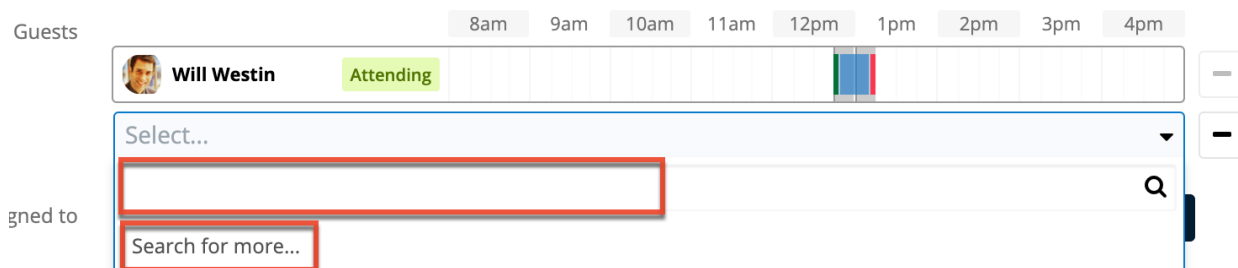 Guests 8am 9am 10am 11am 12pm 1pm 2pm 3pm 4pm
Will Westin Attending
Select...
gned to
Search for more...